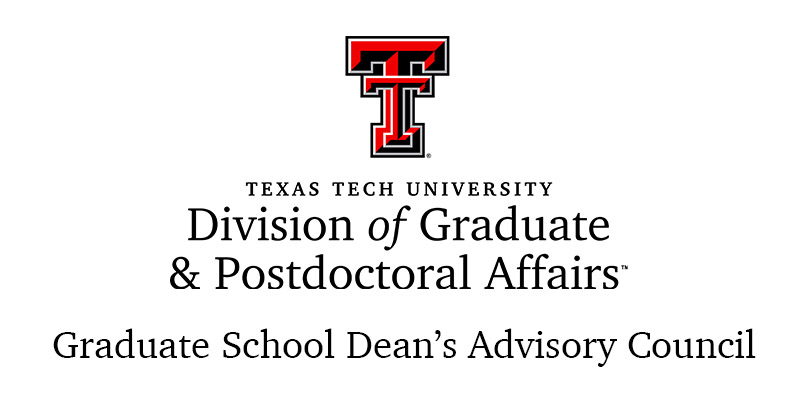 TEXAS TECH UNIVERSITY
Division of Graduate
& Postdoctoral Affairs™
Graduate School Dean’s Advisory Council